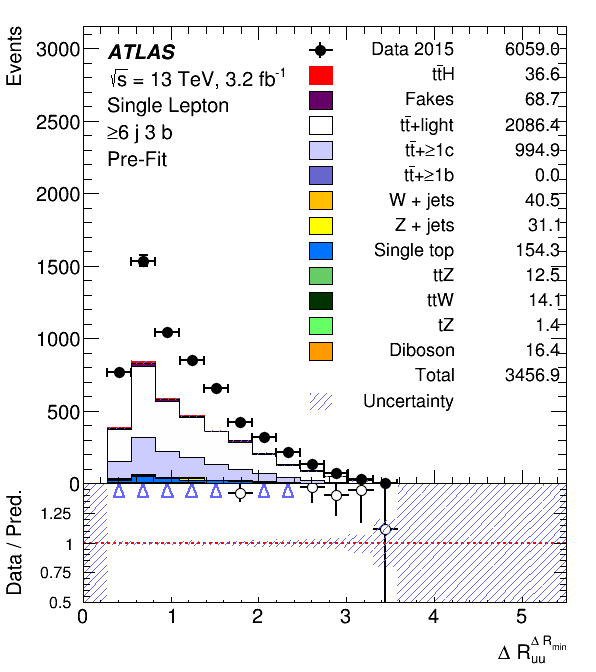 Events
3000
2500
2000
1500
1000
500
0
ATLAS
√s = 13 TeV, 3.2 fb⁻¹
Single Lepton
≥6 j 3 b
Pre-Fit
Data 2015 6059.0
tt̄H 36.6
Fakes 68.7
tt̄+light 2086.4
tt̄+≥1c 994.9
tt̄+≥1b 0.0
W + jets 40.5
Z + jets 31.1
Single top 154.3
ttZ 12.5
ttW 14.1
tZ 1.4
Diboson 16.4
Total 3456.9
Uncertainty
Data / Pred.
1.25
1
0.75
0.5
0 1 2 3 4 5
Δ R_uu^Δ R_min